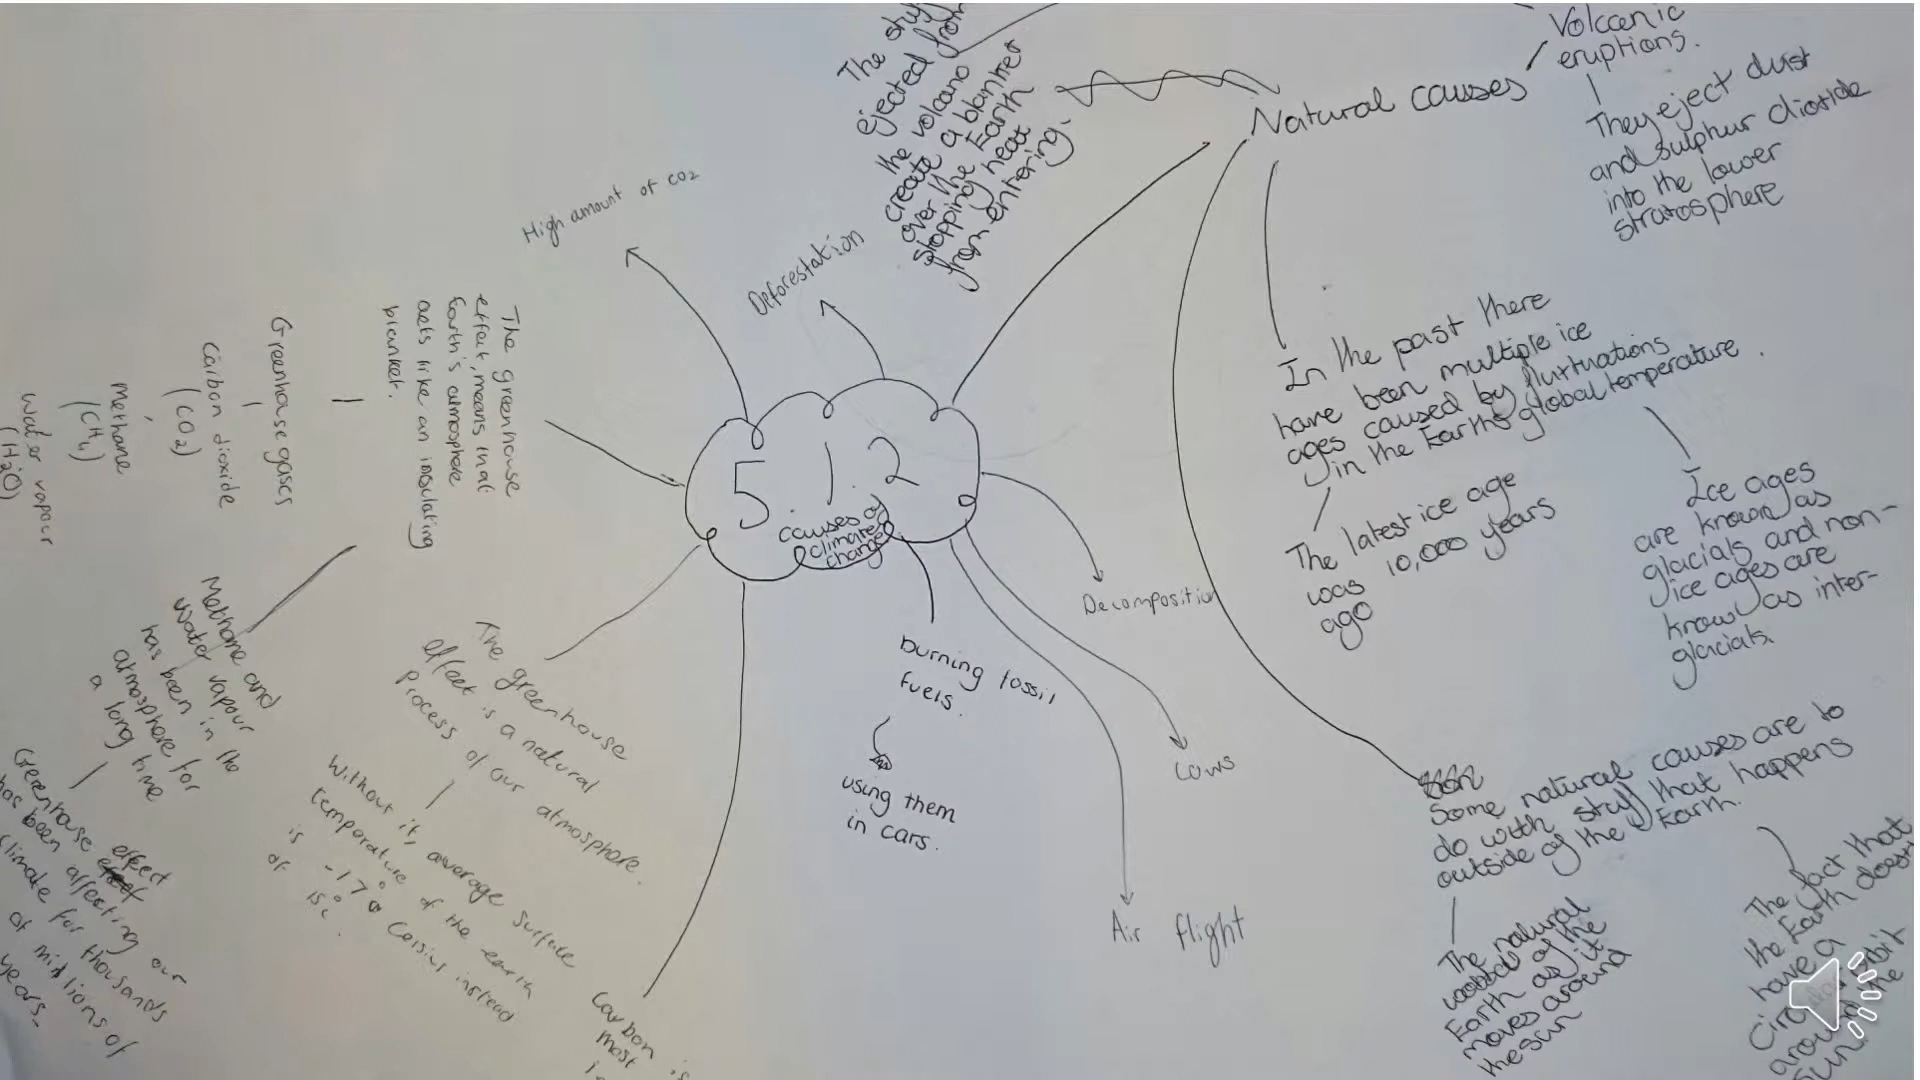 5.1.2
causes of
climate
change
High amount of CO2
Deforestation
Natural causes
Volcanic
eruptions.
They eject dust
and sulphur dioxide
into the lower
stratosphere
The stuff
ejected from
the volcano
create a blanket
over the Earth
stopping heat
from entering.
In the past there
have been multiple ice
ages caused by
in the Earth's global temperature.
The latest ice age
was 10,000 years
ago
Ice ages
are known as
glacials and non-
ice ages are
know as inter-
glacials.
Some natural causes are to
do with stuff that happens
outside of the Earth.
The natural
of the
Earth as it
moves around
the sun
The fact that
the Earth
have a
orbit
around the
sun.
Decomposition
Cows
Air flight
burning fossil
fuels.
using them
in cars.
The greenhouse
effect, means that
Earth's atmosphere
acts like an insulating
blanket.
Greenhouse gases
Carbon dioxide
(CO2)
Methane
(CH4)
Water vapour
(H2O)
Methane and
water vapour
has been in the
atmosphere for
a long time
Greenhouse effect
has been affecting our
climate for thousands
of millions of
years.
The greenhouse
effect is a natural
process of our atmosphere.
Without it, average surface
temparature of the earth
is -17° Celsius instead
of
Carbon is
most